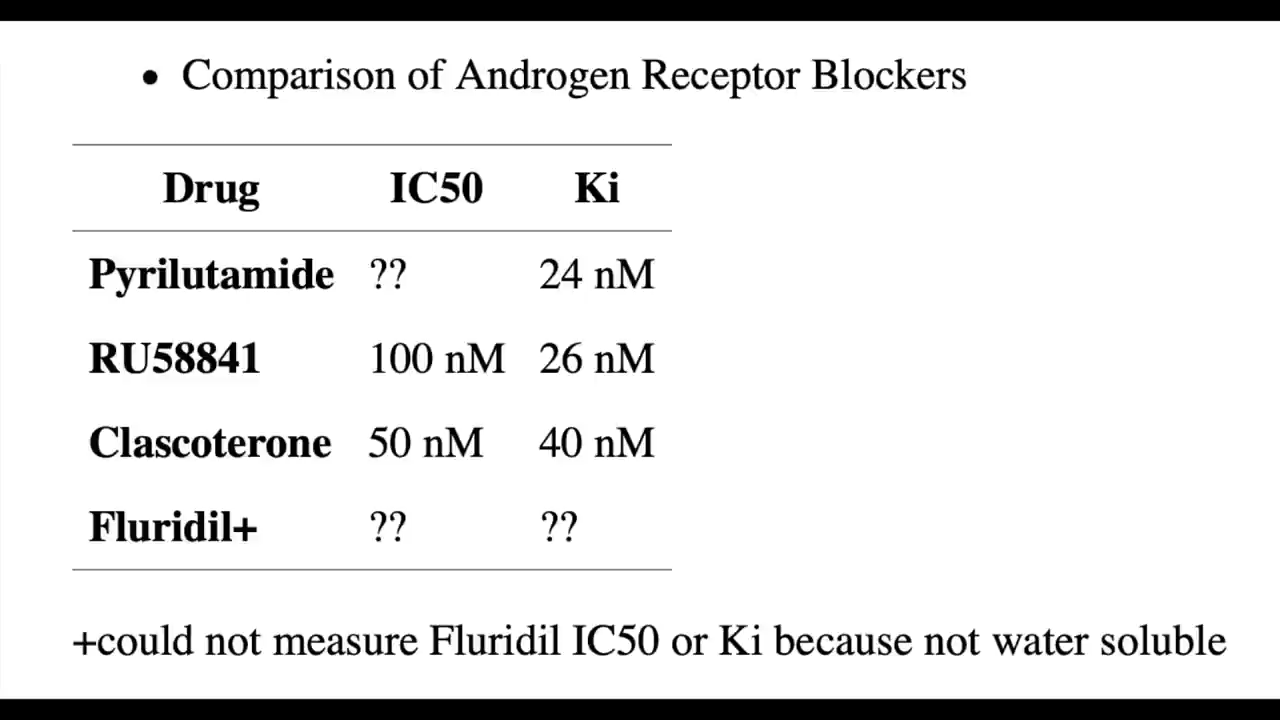 • Comparison of Androgen Receptor Blockers
Drug IC50 Ki
Pyrilutamide ?? 24 nM
RU58841 100 nM 26 nM
Clascoterone 50 nM 40 nM
Fluridil+ ?? ??
+could not measure Fluridil IC50 or Ki because not water soluble